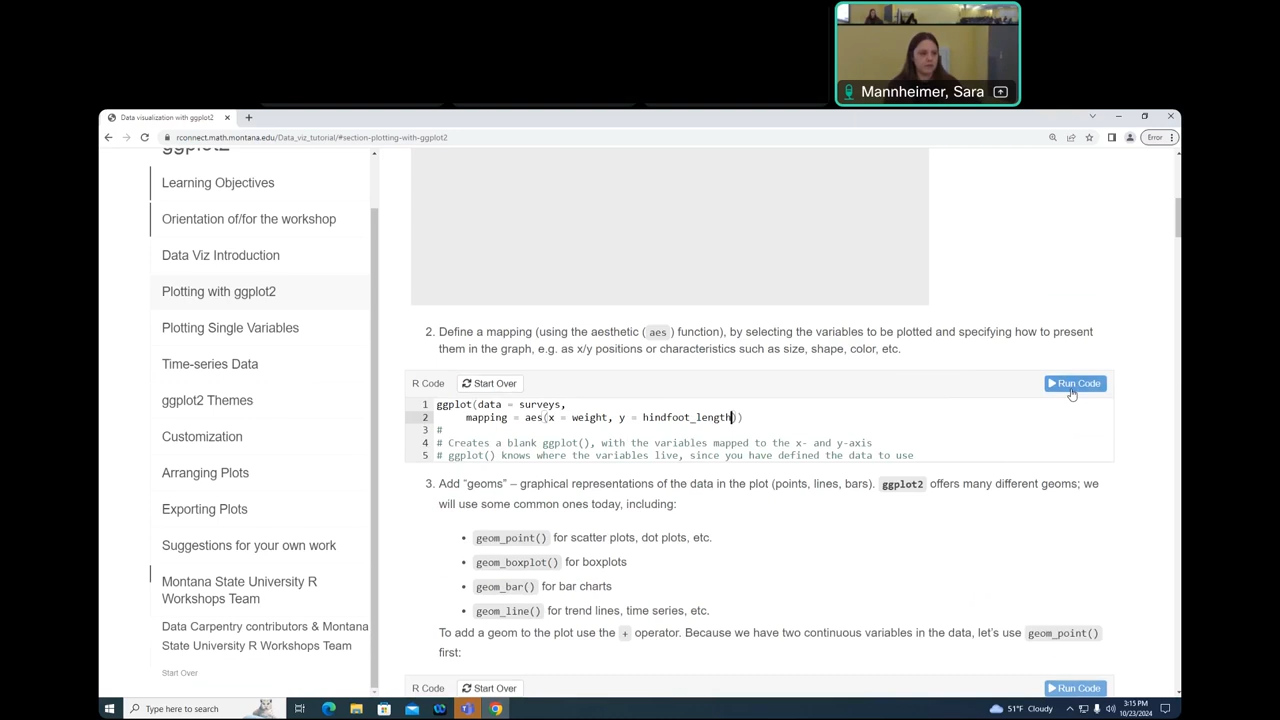 Mannheimer, Sara
Data visualization with ggplot2
rconnect.math.montana.edu/Data_viz_tutorial/#section-plotting-with-ggplot2
Error
ggplot2
Learning Objectives
Orientation of/for the workshop
Data Viz Introduction
Plotting with ggplot2
Plotting Single Variables
Time-series Data
ggplot2 Themes
Customization
Arranging Plots
Exporting Plots
Suggestions for your own work
Montana State University R
Workshops Team
Data Carpentry contributors & Montana
State University R Workshops Team
Start Over
2. Define a mapping (using the aesthetic ( aes ) function), by selecting the variables to be plotted and specifying how to present
them in the graph, e.g. as x/y positions or characteristics such as size, shape, color, etc.
R Code Start Over Run Code
1 ggplot(data = surveys,
2 mapping = aes(x = weight, y = hindfoot_length))
3 #
4 # Creates a blank ggplot(), with the variables mapped to the x- and y-axis
5 # ggplot() knows where the variables live, since you have defined the data to use
3. Add “geoms” – graphical representations of the data in the plot (points, lines, bars). ggplot2 offers many different geoms; we
will use some common ones today, including:
• geom_point() for scatter plots, dot plots, etc.
• geom_boxplot() for boxplots
• geom_bar() for bar charts
• geom_line() for trend lines, time series, etc.
To add a geom to the plot use the + operator. Because we have two continuous variables in the data, let’s use geom_point()
first:
R Code Start Over Run Code
Type here to search
51°F Cloudy
3:15 PM
10/23/2024